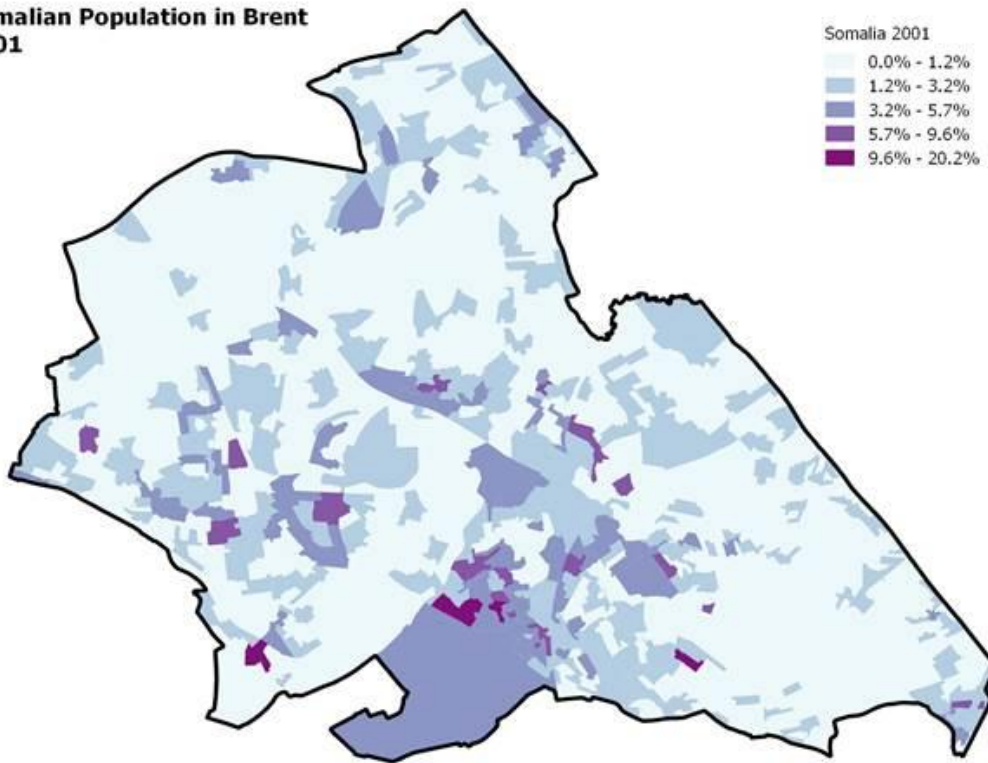 malian Population in Brent
01
Somalia 2001
0.0% - 1.2%
1.2% - 3.2%
3.2% - 5.7%
5.7% - 9.6%
9.6% - 20.2%